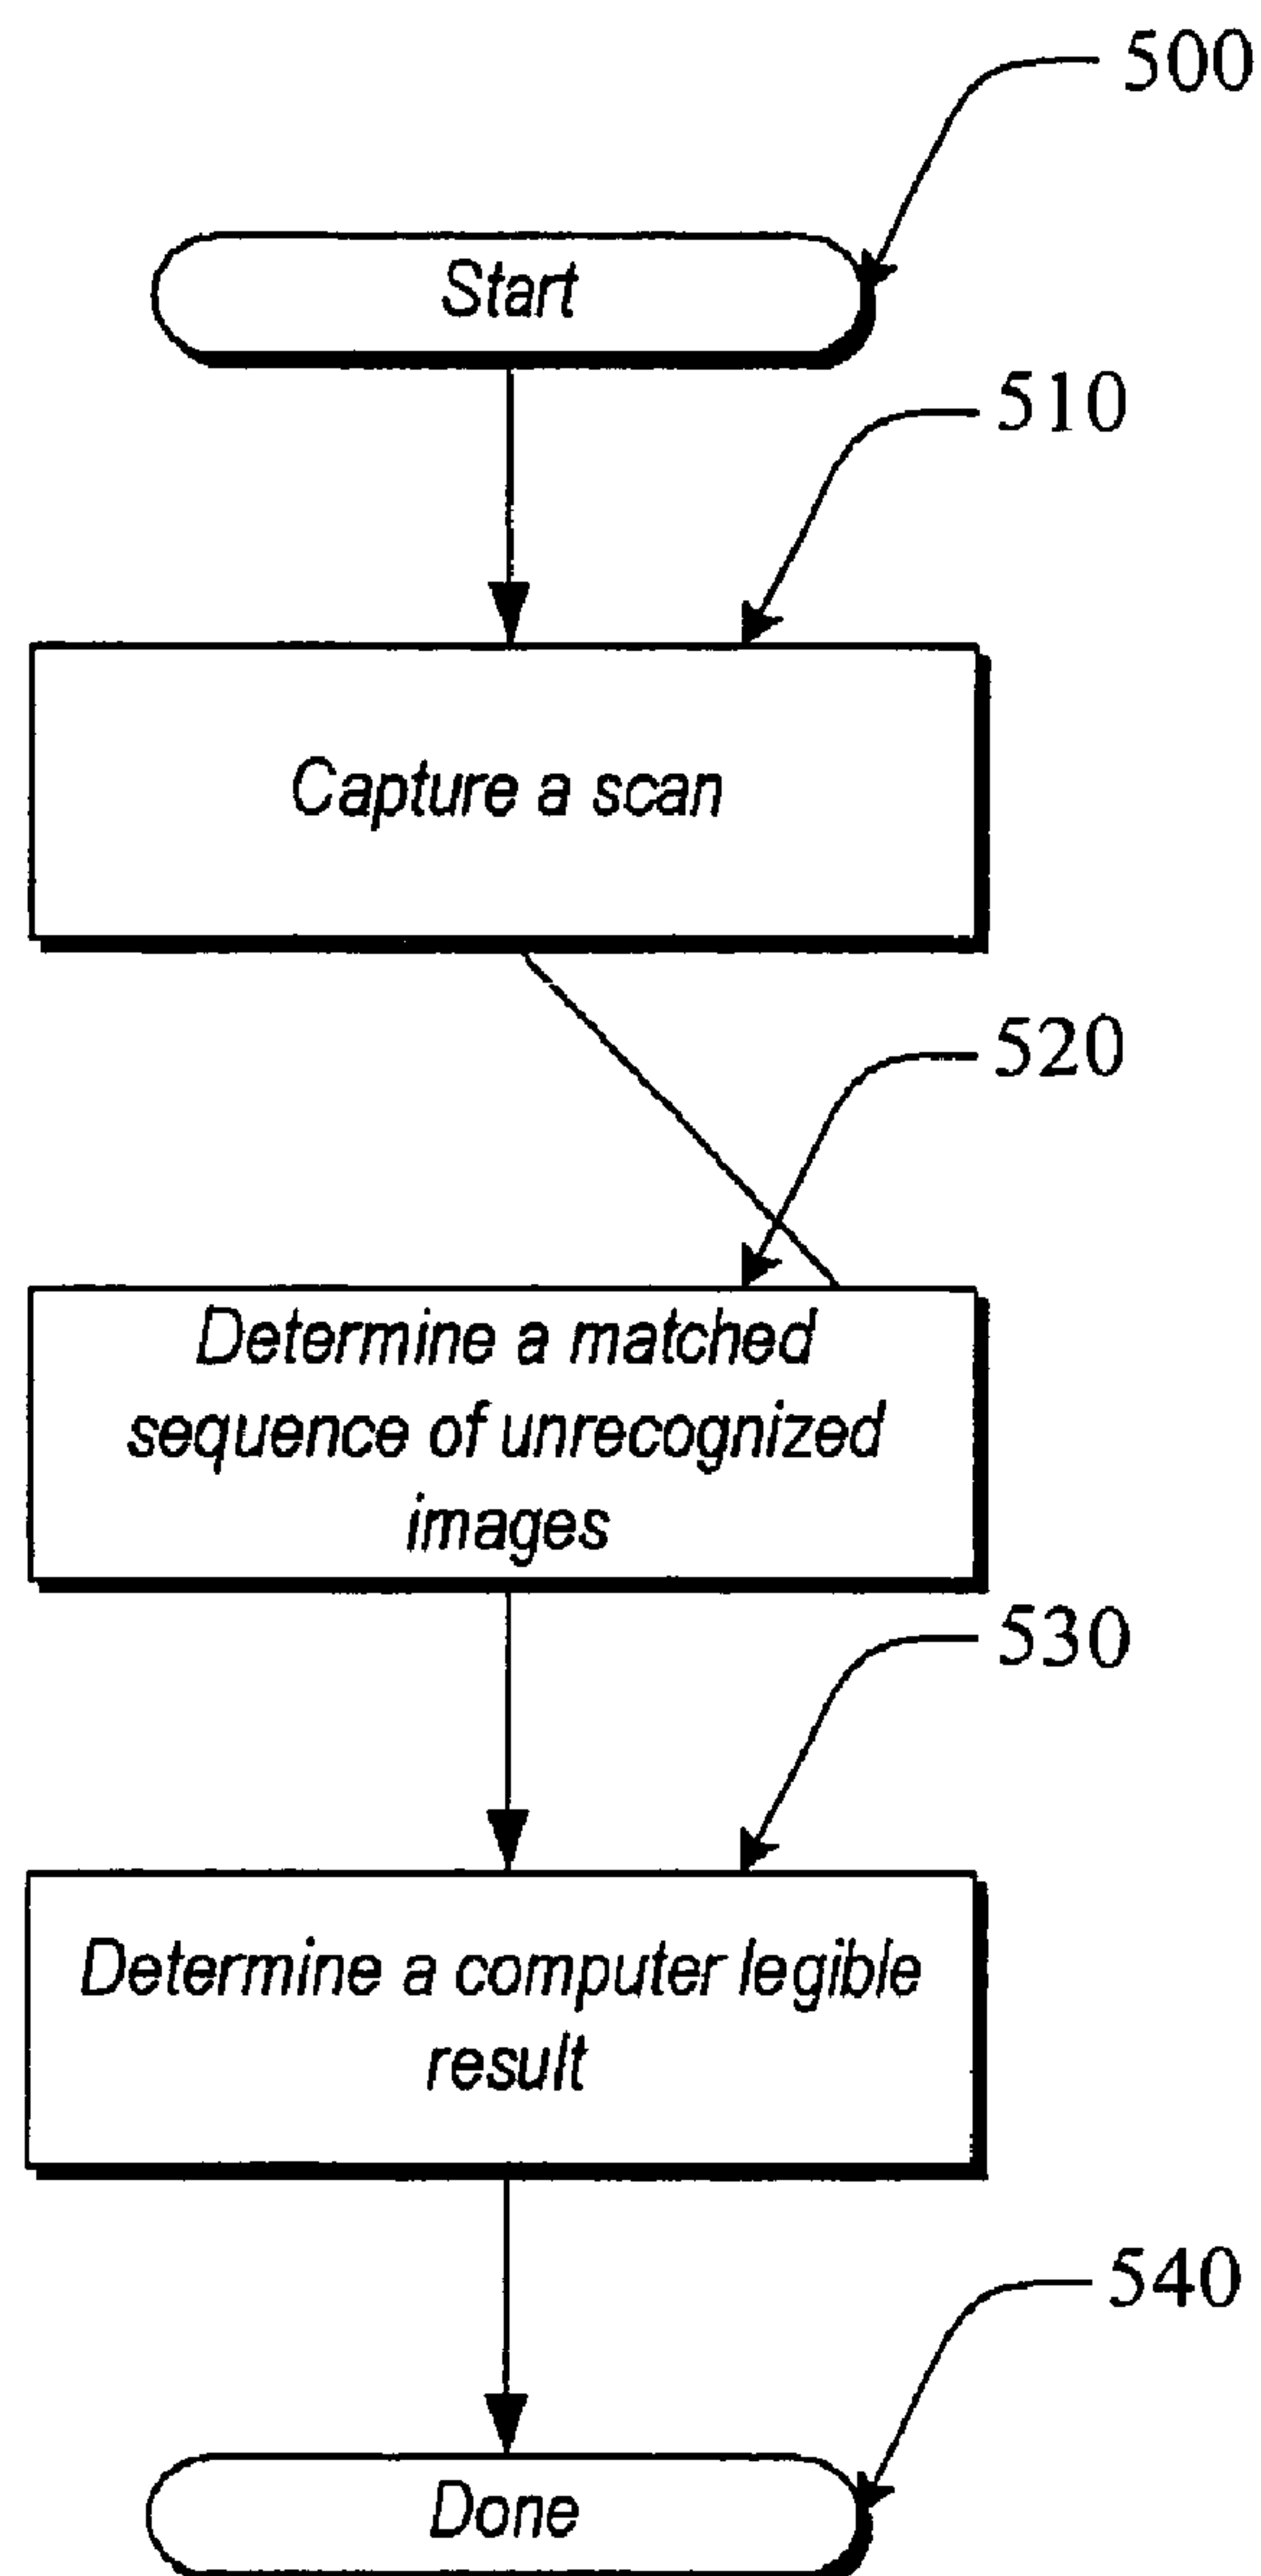 500
Start
510
Capture a scan
520
Determine a matched
sequence of unrecognized
images
530
Determine a computer legible
result
540
Done